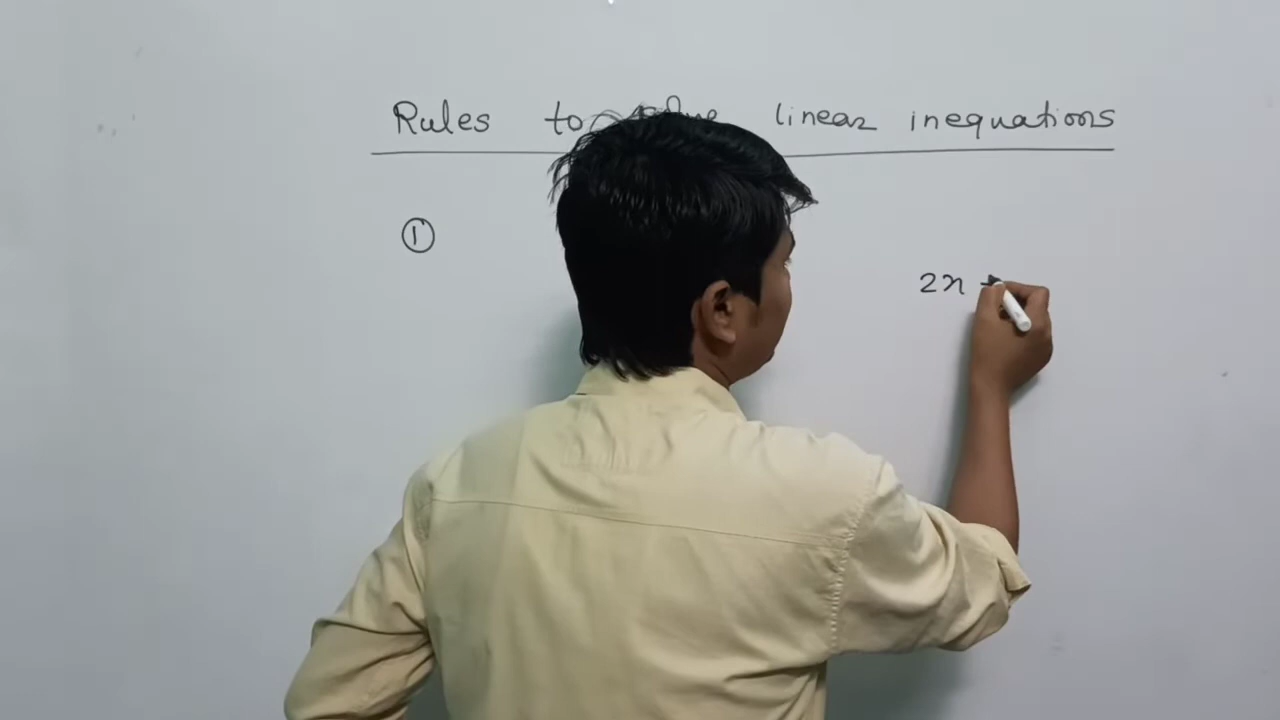 Rules to solve linear inequations
①
2x